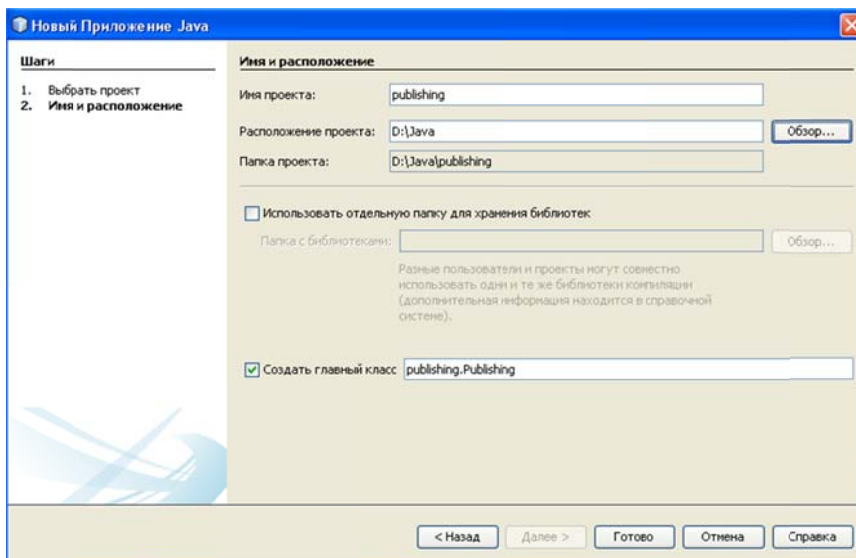 Новый Приложение Java
Шаги
1. Выбрать проект
2. Имя и расположение
Имя и расположение
Имя проекта: publishing
Расположение проекта: D:\Java Обзор...
Папка проекта: D:\Java\publishing
Использовать отдельную папку для хранения библиотек
Папка с библиотеками: Обзор...
Разные пользователи и проекты могут совместно
использовать одни и те же библиотеки компиляции
(дополнительная информация находится в справочной
системе).
Создать главный класс publishing.Publishing
< Назад Далее > Готово Отмена Справка